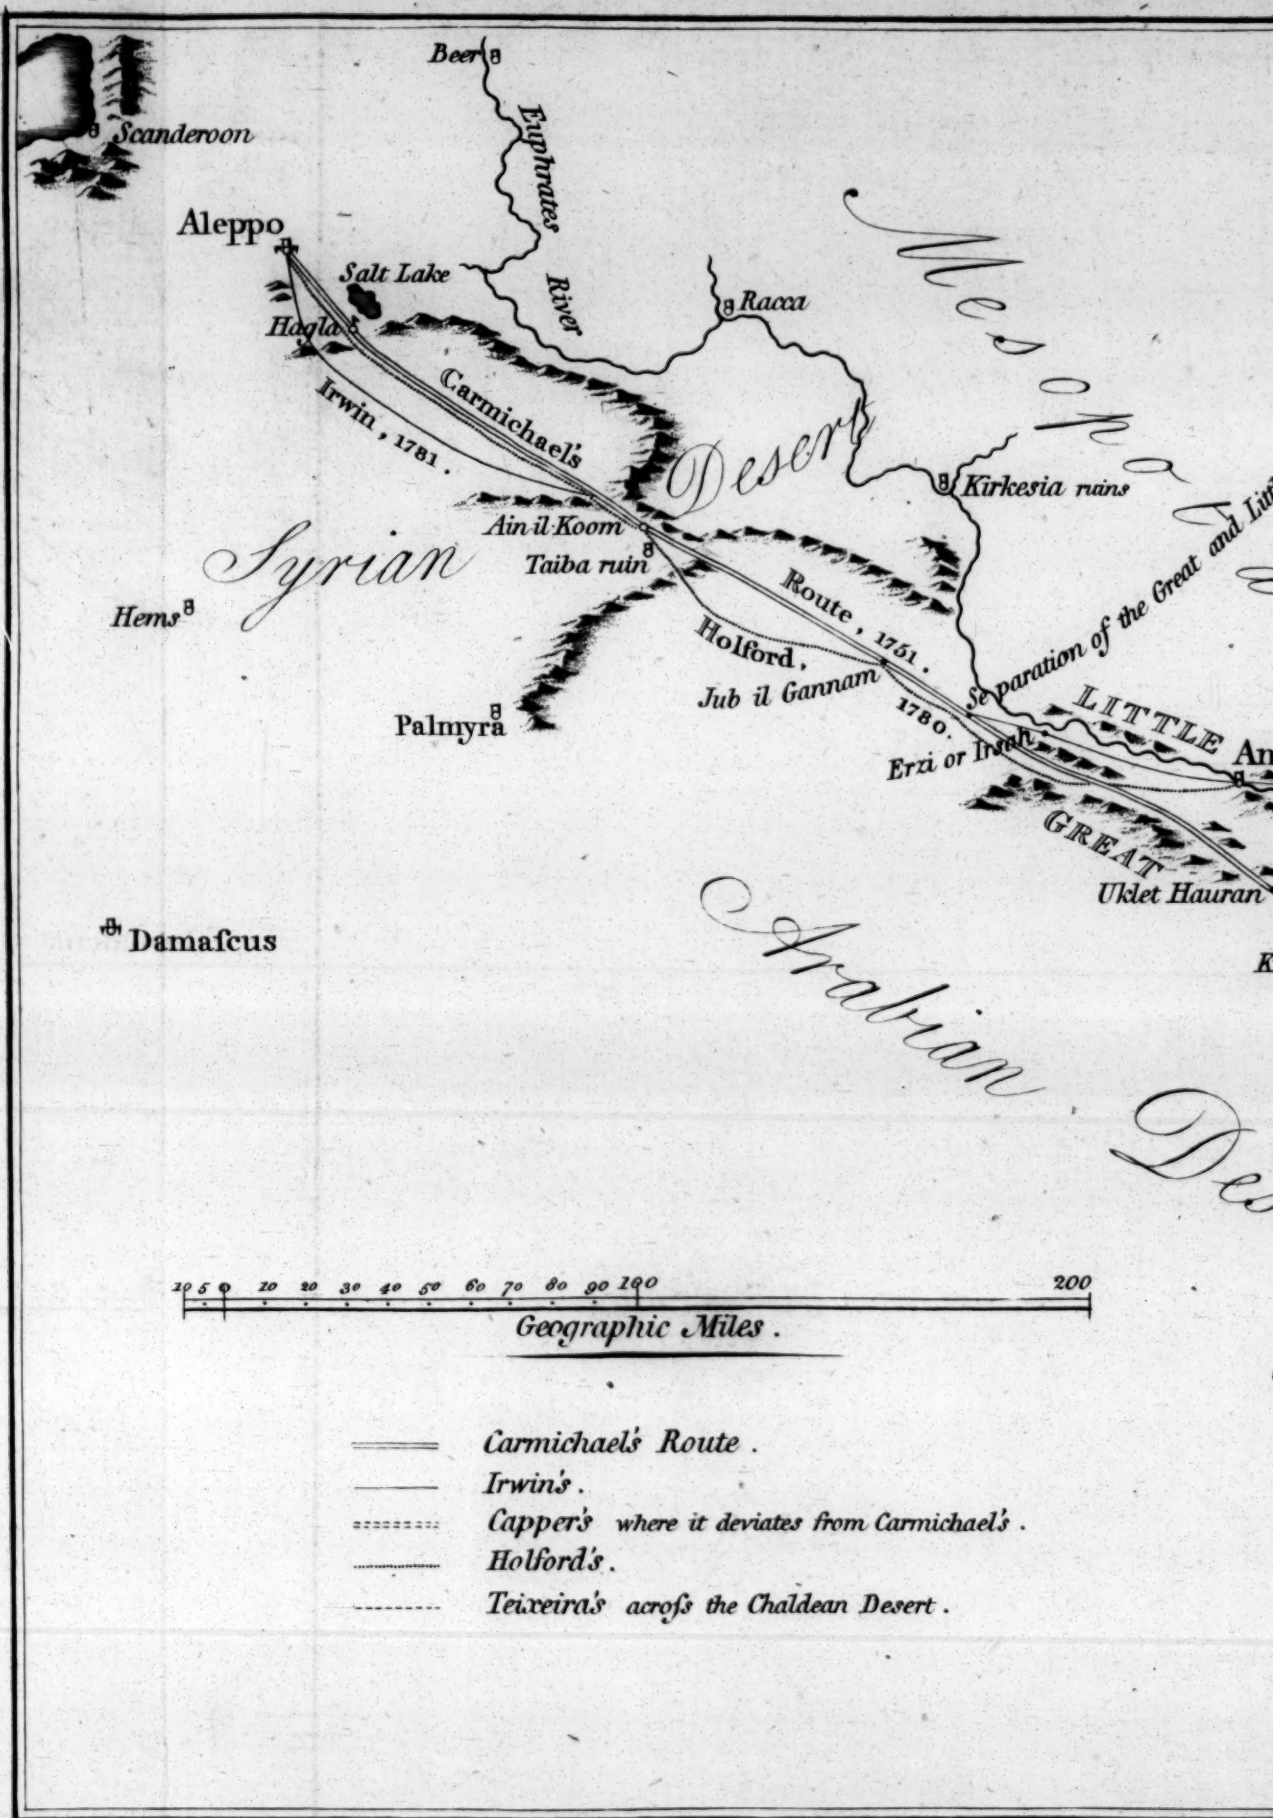 Beer
Scanderoon
Euphrates
River
Aleppo
Salt Lake
Hagla
Racca
Carmichael's
Irwin, 1781.
Desert
Kirkesia ruins
Ain il Koom
Taiba ruin
Syrian
Hems
Route, 1751.
Holford,
1780.
Jub il Gannam
Separation of the Great and Littl
Palmyra
LITTLE
An
Erzi or Irsah
GREAT
Uklet Hauran
Damaſcus
K
Arabian
Des
Mesopot
10 5 0 10 20 30 40 50 60 70 80 90 100 200
Geographic Miles.
Carmichael's Route.
Irwin's.
Capper's where it deviates from Carmichael's.
Holford's.
Teixeira's acroſs the Chaldean Desert.